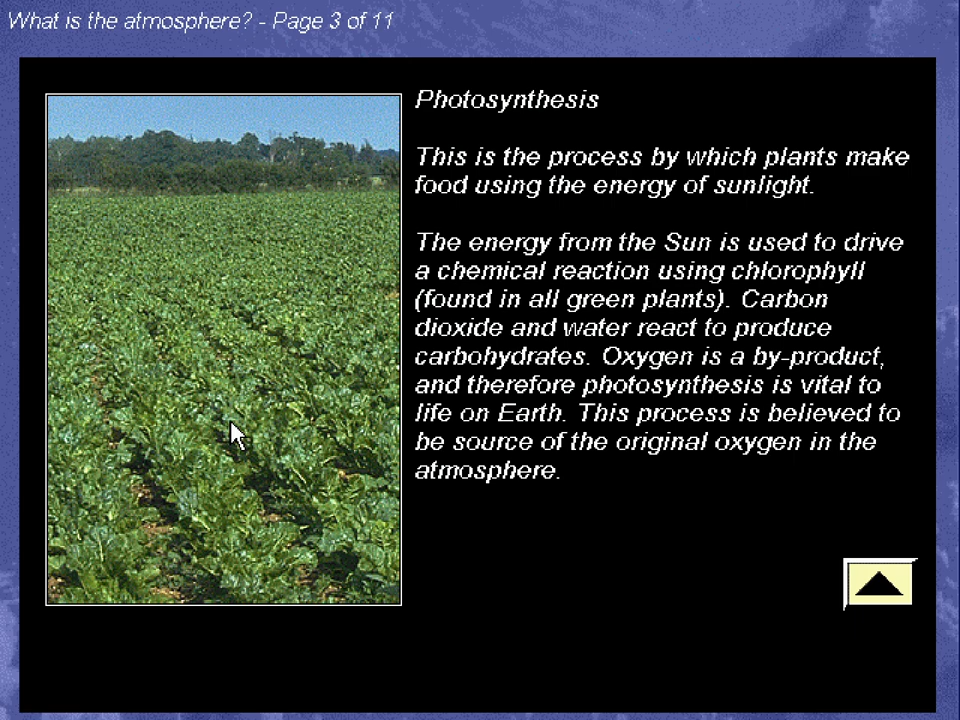 What is the atmosphere? - Page 3 of 11
Photosynthesis
This is the process by which plants make
food using the energy of sunlight.
The energy from the Sun is used to drive
a chemical reaction using chlorophyll
(found in all green plants). Carbon
dioxide and water react to produce
carbohydrates. Oxygen is a by-product,
and therefore photosynthesis is vital to
life on Earth. This process is believed to
be source of the original oxygen in the
atmosphere.